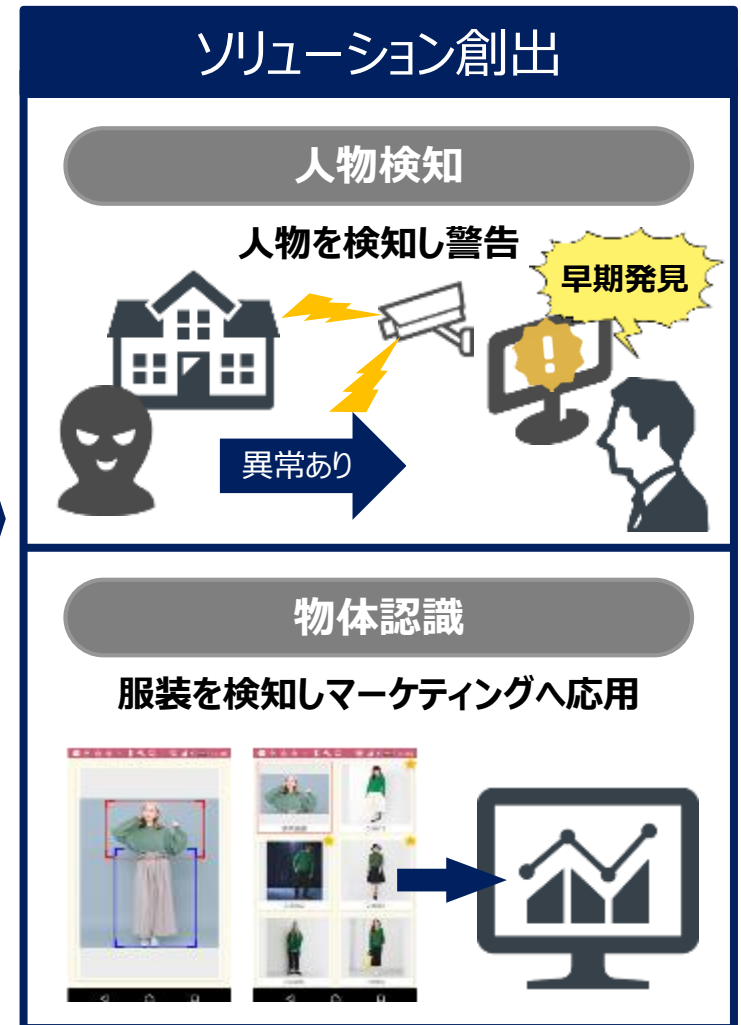 ソリューション創出
人物検知
人物を検知し警告
早期発見
!
異常あり
物体認識
服装を検知しマーケティングへ応用